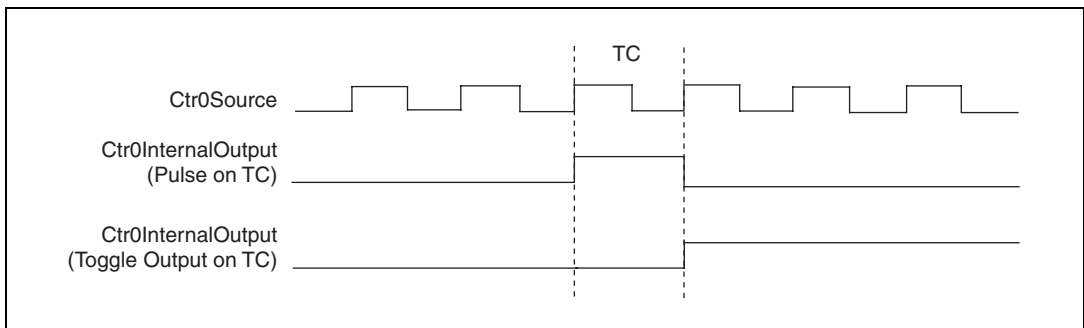 TC
Ctr0Source
Ctr0InternalOutput
(Pulse on TC)
Ctr0InternalOutput
(Toggle Output on TC)